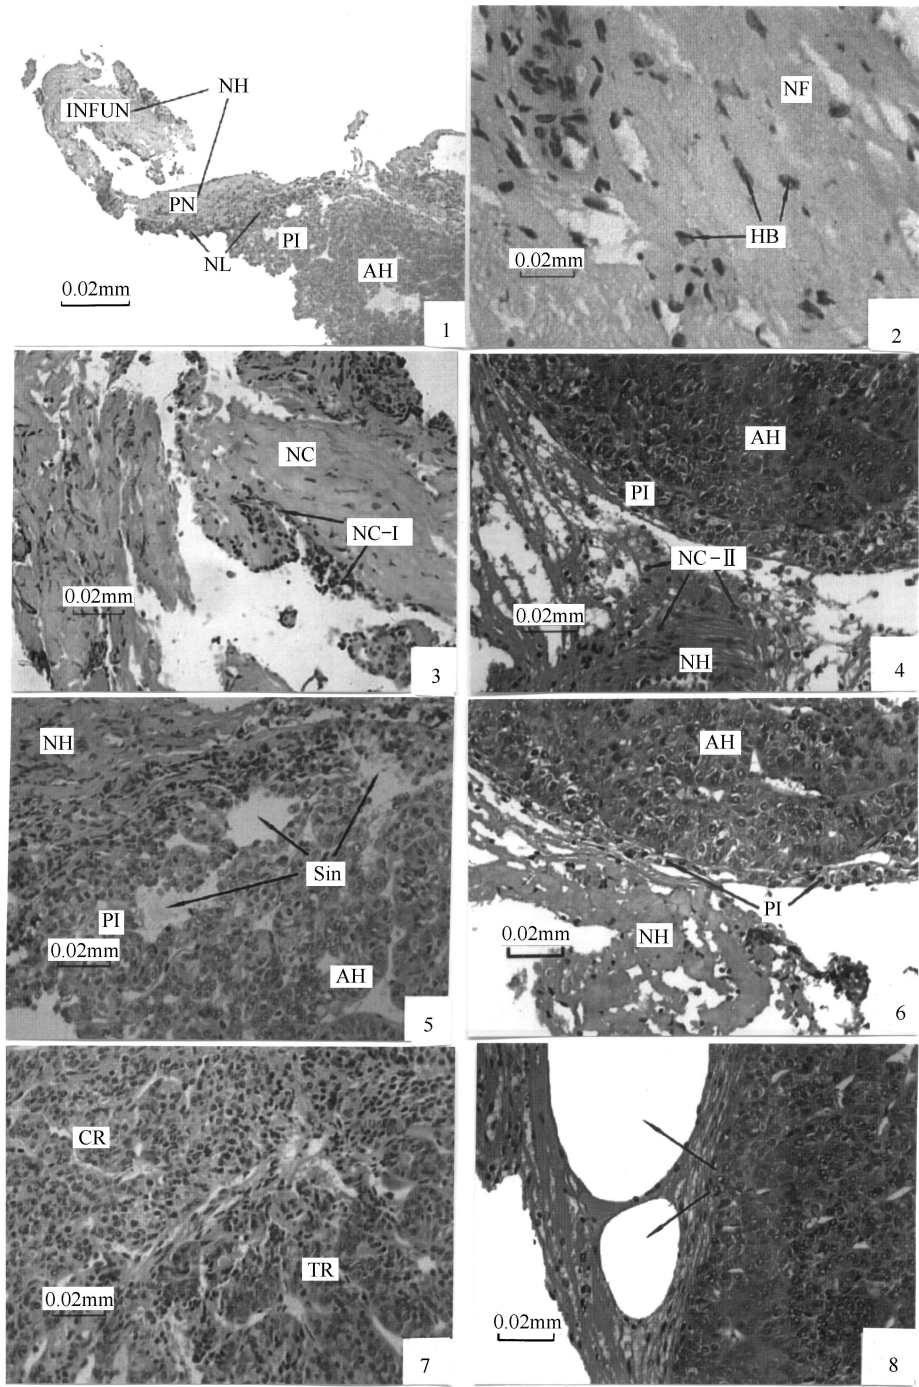 NH
INFUN
PN
PI
NL
AH
0.02mm
1
NF
HB
0.02mm
2
NC
NC-Ⅰ
0.02mm
3
AH
PI
NC-Ⅱ
0.02mm
NH
4
NH
Sin
PI
0.02mm
AH
5
AH
PI
NH
0.02mm
6
CR
TR
0.02mm
7
0.02mm
8